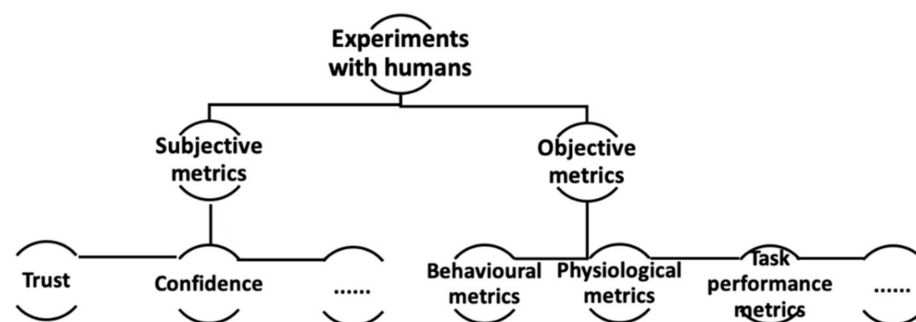 Experiments
with humans
Subjective
metrics
Objective
metrics
Trust
Confidence
......
Behavioural
metrics
Physiological
metrics
Task
performance
metrics
......